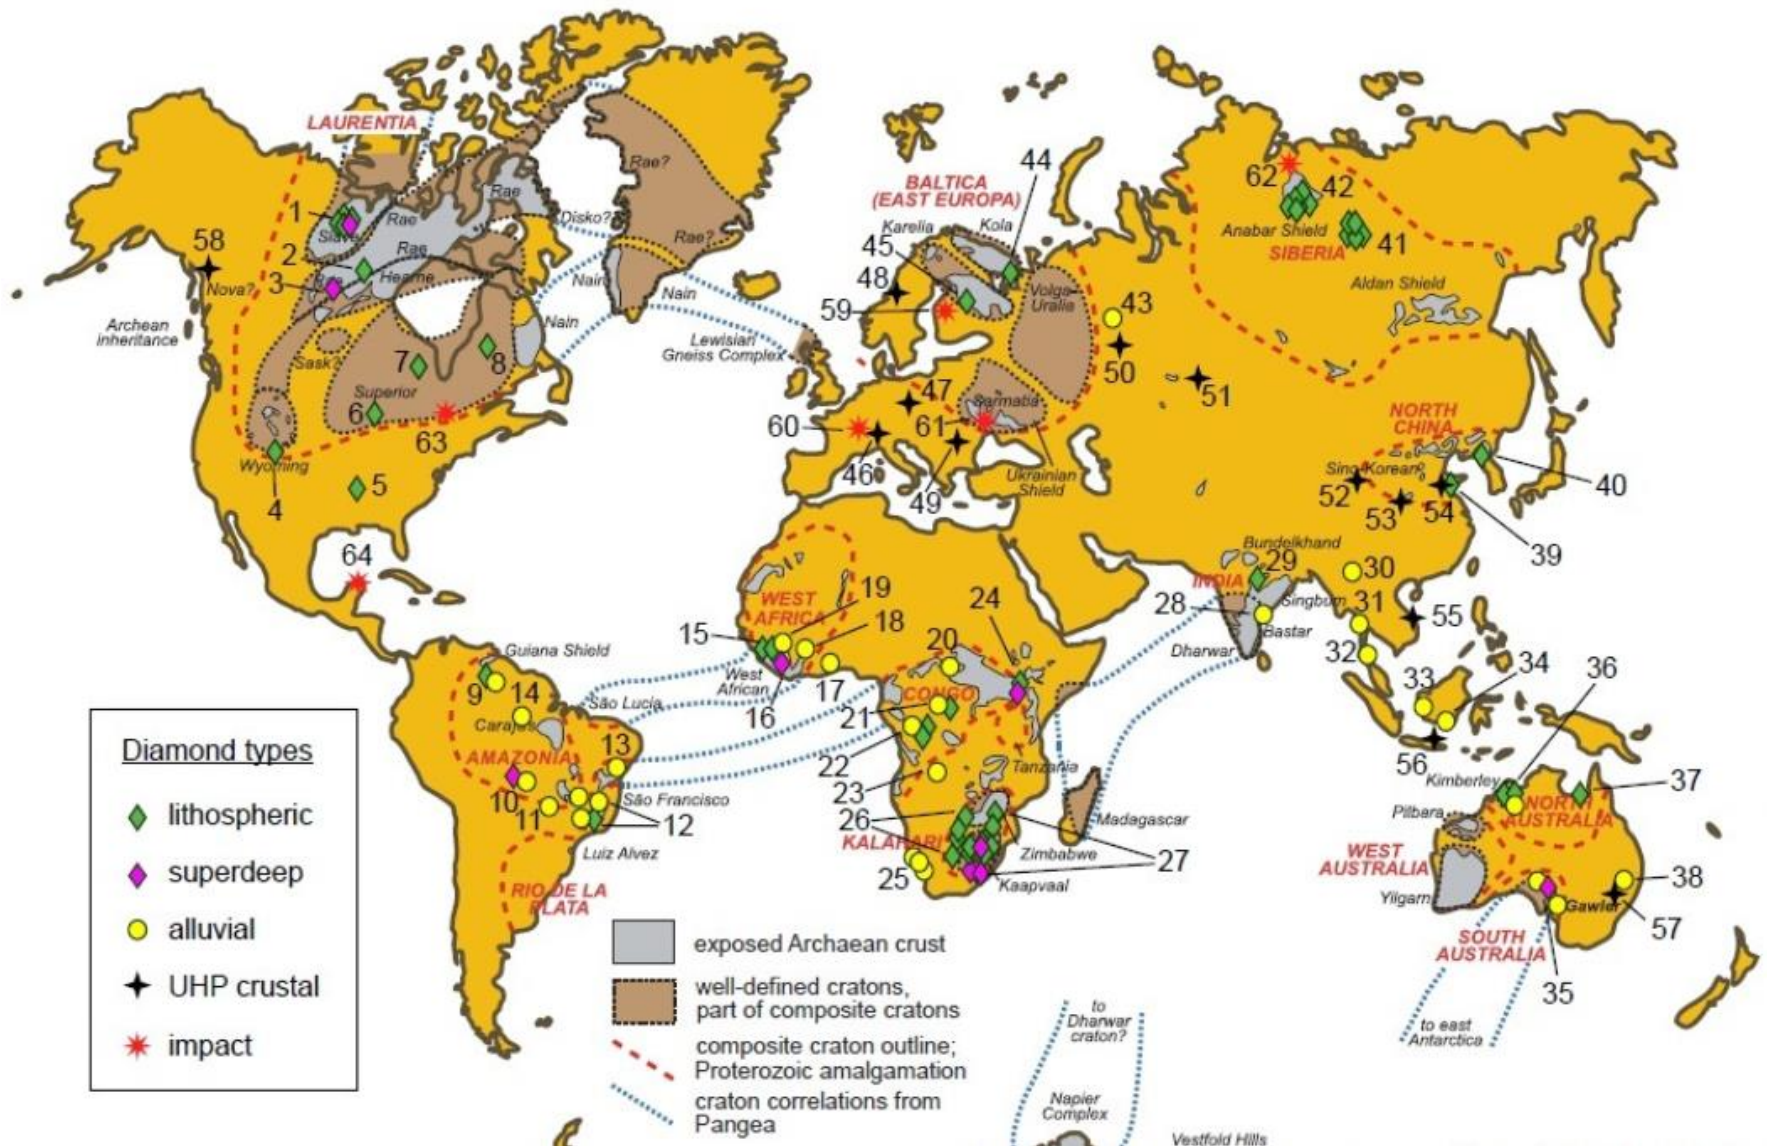 LAURENTIA
Rae?
Rae
44
BALTICA
(EAST EUROPA)
62
42
1
Rae
Disko?
Karelia
Kola
Anabar Shield
Slave
Rae
Rae?
45
SIBERIA
41
58
2
Hearne
Nain
48
Aldan Shield
3
Nova?
Nain
Volga-
Uralia
43
59
Archean
inheritance
Nain
Lewisian
Gneiss Complex
Sask?
7
8
50
51
Superior
47
Sarmatia
NORTH
CHINA
6
60
61
63
Wyoming
46
Ukrainian
Shield
Sino-Korean
5
49
52
40
4
53
54
64
Bundelkhand
39
29
30
WEST
AFRICA
19
INDIA
24
28
Singbum
31
55
15
18
20
Bastar
Guiana Shield
Dharwar
32
West
African
17
CONGO
33
34
36
9
14
São Lucia
16
21
Carajas
13
22
56
Diamond types
AMAZONIA
Tanzania
Kimberley
37
10
São Francisco
23
lithospheric
11
12
26
Madagascar
Pilbara
NORTH
AUSTRALIA
KALAHARI
Luiz Alvez
Zimbabwe
27
WEST
AUSTRALIA
superdeep
25
Kaapvaal
38
RIO DE LA
PLATA
Yilgarn
Gawler
alluvial
exposed Archaean crust
57
SOUTH
AUSTRALIA
UHP crustal
well-defined cratons,
part of composite cratons
35
to
Dharwar
craton?
to east
Antarctica
impact
composite craton outline;
Proterozoic amalgamation
craton correlations from
Pangea
Napier
Complex
Vestfold Hills